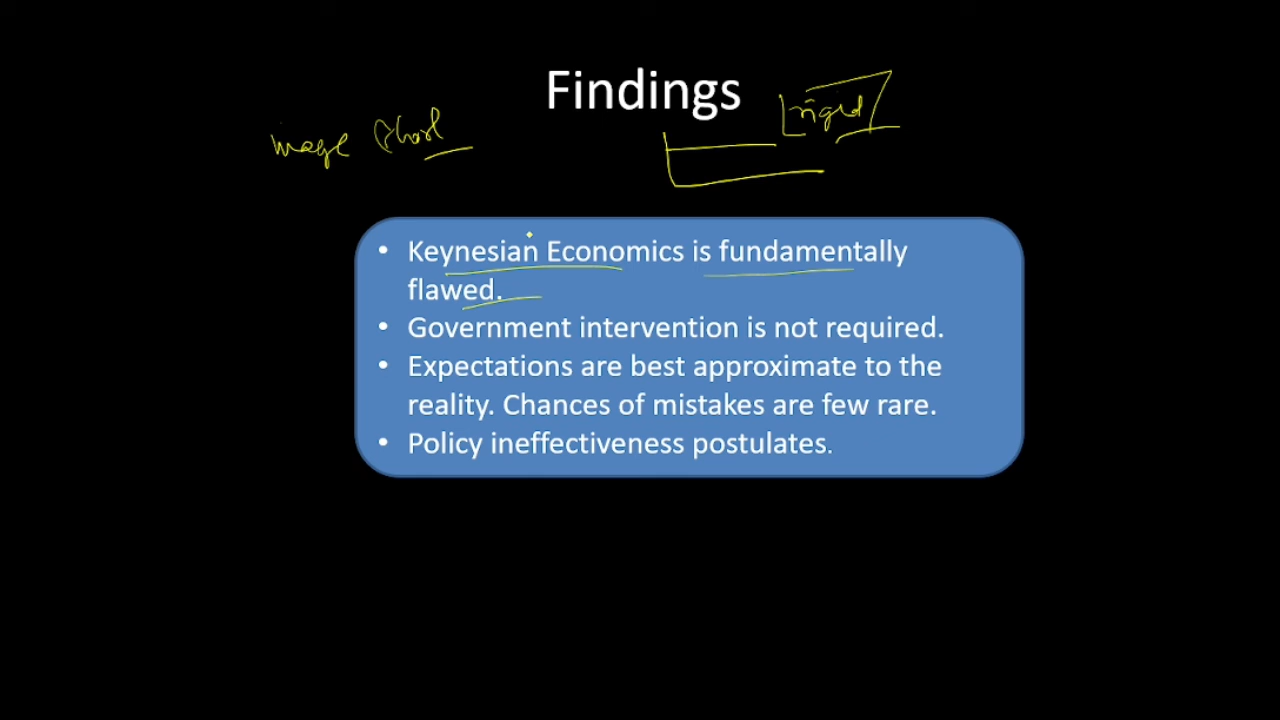 Findings
rigid
• Keynesian Economics is fundamentally
flawed.
• Government intervention is not required.
• Expectations are best approximate to the
reality. Chances of mistakes are few rare.
• Policy ineffectiveness postulates.